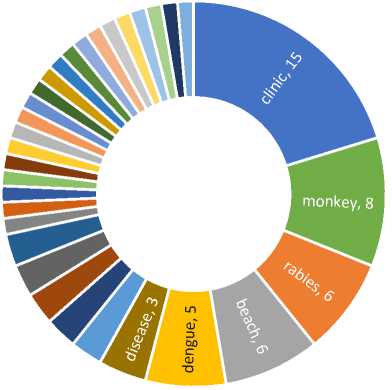 clinic, 15
monkey, 8
rabies, 6
beach, 6
dengue, 5
disease, 3